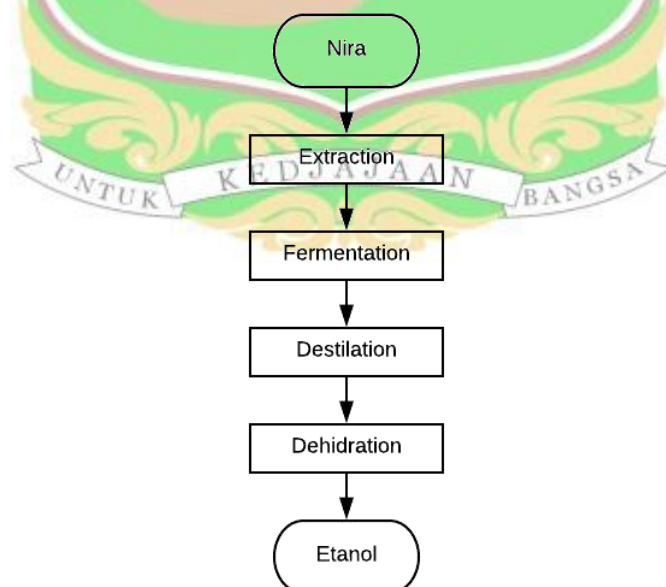 Nira
Extraction
UNTUK KEDJAJAAN BANGSA
Fermentation
Destilation
Dehidration
Etanol